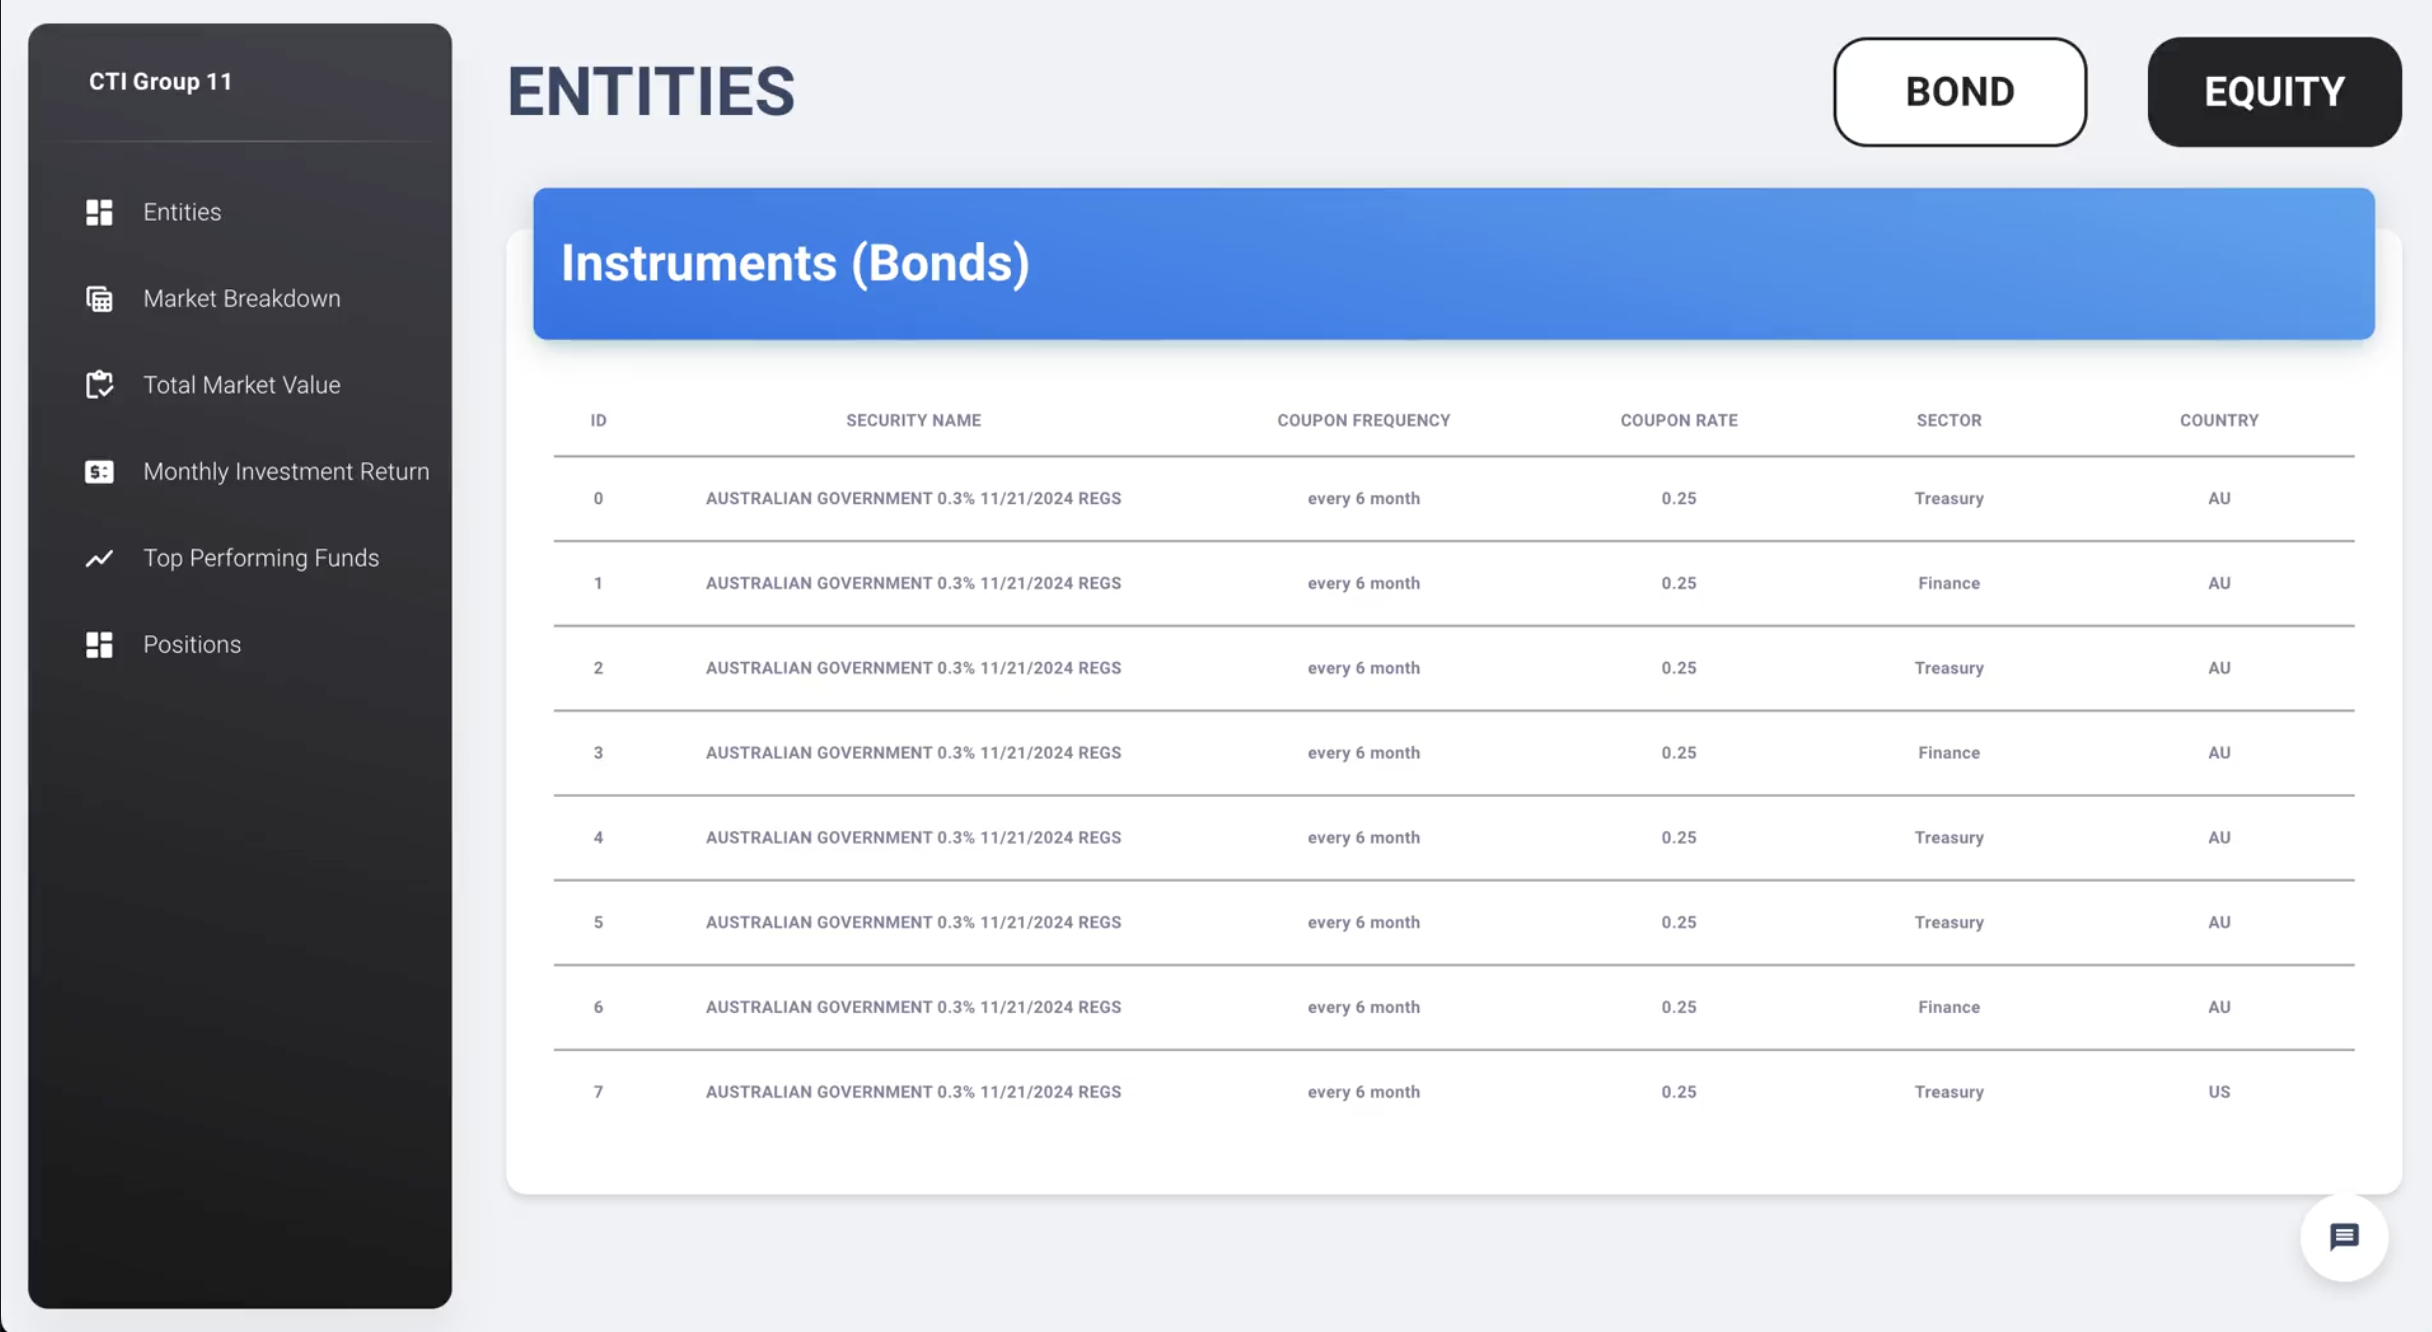 CTI Group 11
Entities
Market Breakdown
Total Market Value
Monthly Investment Return
Top Performing Funds
Positions
ENTITIES
BOND
EQUITY
Instruments (Bonds)
ID SECURITY NAME COUPON FREQUENCY COUPON RATE SECTOR COUNTRY
0 AUSTRALIAN GOVERNMENT 0.3% 11/21/2024 REGS every 6 month 0.25 Treasury AU
1 AUSTRALIAN GOVERNMENT 0.3% 11/21/2024 REGS every 6 month 0.25 Finance AU
2 AUSTRALIAN GOVERNMENT 0.3% 11/21/2024 REGS every 6 month 0.25 Treasury AU
3 AUSTRALIAN GOVERNMENT 0.3% 11/21/2024 REGS every 6 month 0.25 Finance AU
4 AUSTRALIAN GOVERNMENT 0.3% 11/21/2024 REGS every 6 month 0.25 Treasury AU
5 AUSTRALIAN GOVERNMENT 0.3% 11/21/2024 REGS every 6 month 0.25 Treasury AU
6 AUSTRALIAN GOVERNMENT 0.3% 11/21/2024 REGS every 6 month 0.25 Finance AU
7 AUSTRALIAN GOVERNMENT 0.3% 11/21/2024 REGS every 6 month 0.25 Treasury US